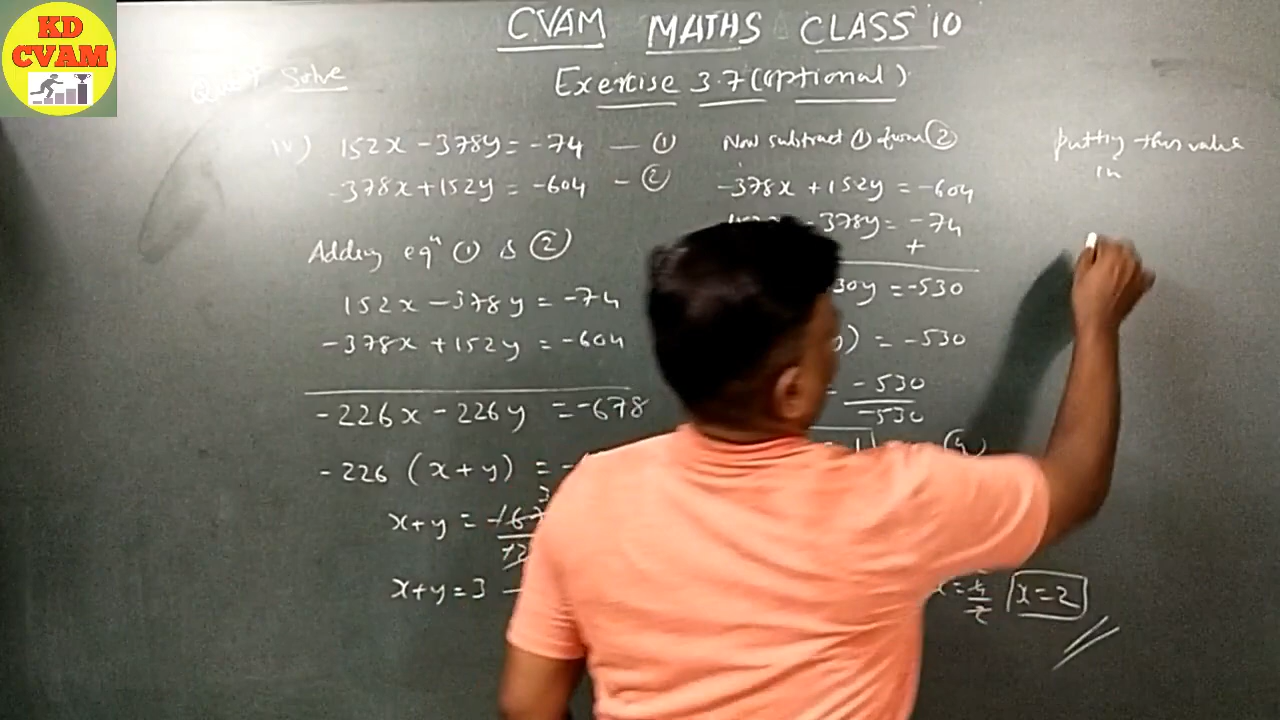 KD
CVAM
CVAM MATHS CLASS 10
Exercise 3.7 (optional)
Solve
iv) 152x - 378y = -74 — ①
-378x + 152y = -604 - ②
Adding eqⁿ ① & ②
152x - 378y = -74
-378x + 152y = -604
-226x - 226y = -678
-226 (x + y) =
x + y =
x + y = 3 -
Now subtract ① from ②
-378x + 152y = -604
- 378y = -74
+
30y = -530
) = -530
-530
-530
x = 2
putting this value
in